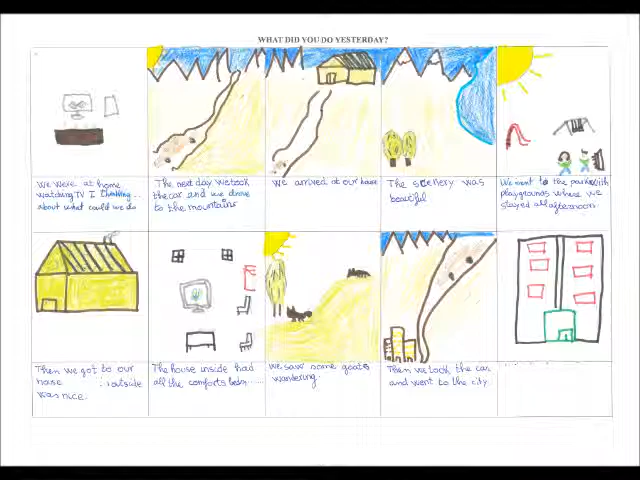 WHAT DID YOU DO YESTERDAY?
We were at home
watching TV I thinking...
about what could we do
The next day we took
the car and we drove
to the mountains
We arrived at our house
The scenery was
beautiful
We went to the park with
playgrounds where we
stayed all afternoon.
Then we got to our
house outside
was nice.
The house inside had
all the comforts
We saw some goats
wandering.
Then we took the car
and went to the city.